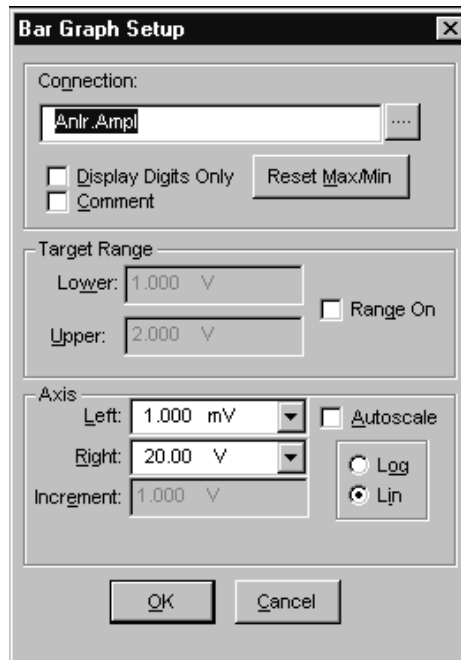 Bar Graph Setup
Connection:
Anlr.Ampl
....
Display Digits Only
Reset Max/Min
Comment
Target Range
Lower: 1.000 V
Range On
Upper: 2.000 V
Axis
Left: 1.000 mV
Autoscale
Right: 20.00 V
Log
Increment: 1.000 V
Lin
OK
Cancel